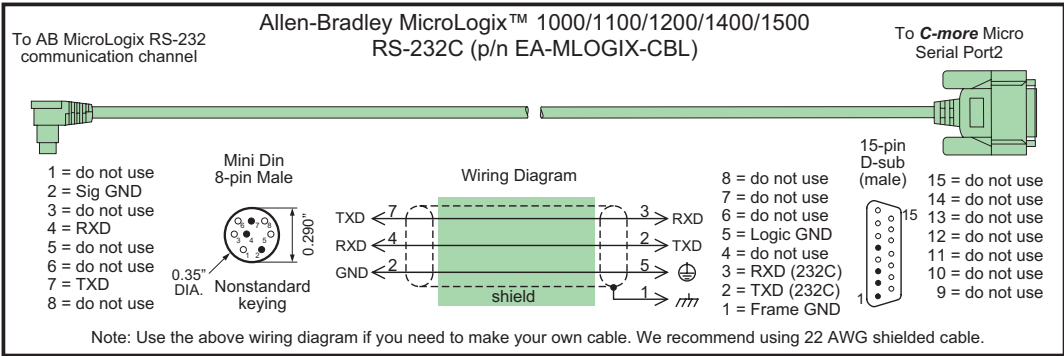 Allen-Bradley MicroLogix™ 1000/1100/1200/1400/1500
RS-232C (p/n EA-MLOGIX-CBL)
To AB MicroLogix RS-232
communication channel
To C-more Micro
Serial Port2
1 = do not use
2 = Sig GND
3 = do not use
4 = RXD
5 = do not use
6 = do not use
7 = TXD
8 = do not use
Mini Din
8-pin Male
6 7 8
3 4 5
1 2
0.290"
0.35"
DIA.
Nonstandard
keying
Wiring Diagram
TXD 7 3 RXD
RXD 4 2 TXD
GND 2 5
1
shield
8 = do not use
7 = do not use
6 = do not use
5 = Logic GND
4 = do not use
3 = RXD (232C)
2 = TXD (232C)
1 = Frame GND
15-pin
D-sub
(male)
15
1
15 = do not use
14 = do not use
13 = do not use
12 = do not use
11 = do not use
10 = do not use
9 = do not use
Note: Use the above wiring diagram if you need to make your own cable. We recommend using 22 AWG shielded cable.